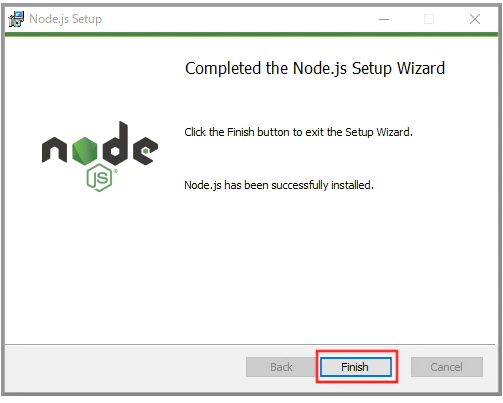 Node.js Setup
Completed the Node.js Setup Wizard
node
JS
Click the Finish button to exit the Setup Wizard.
Node.js has been successfully installed.
Back
Finish
Cancel